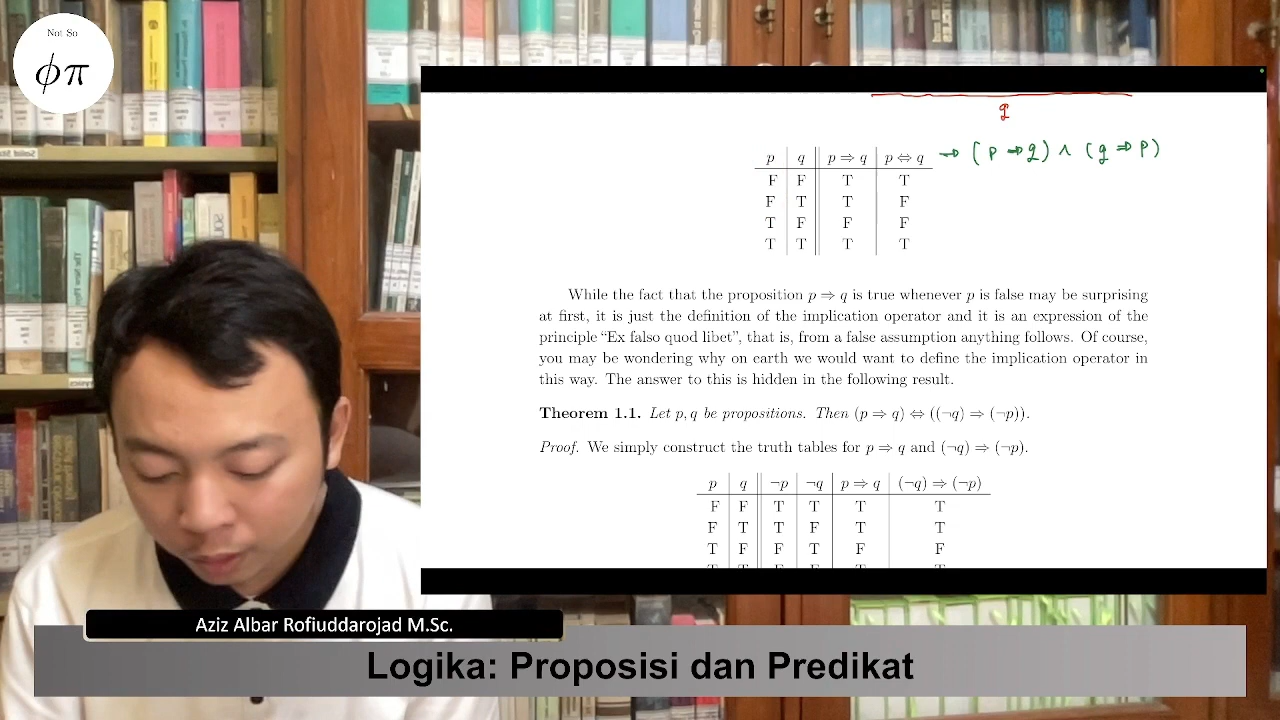 Not So
ϕπ
q
p q p ⇒ q p ⇔ q → (p ⇒ q) ∧ (q ⇒ p)
F F T T
F T T F
T F F F
T T T T
While the fact that the proposition p ⇒ q is true whenever p is false may be surprising
at first, it is just the definition of the implication operator and it is an expression of the
principle “Ex falso quod libet”, that is, from a false assumption anything follows. Of course,
you may be wondering why on earth we would want to define the implication operator in
this way. The answer to this is hidden in the following result.
Theorem 1.1. Let p, q be propositions. Then (p ⇒ q) ⇔ ((¬q) ⇒ (¬p)).
Proof. We simply construct the truth tables for p ⇒ q and (¬q) ⇒ (¬p).
p q ¬p ¬q p ⇒ q (¬q) ⇒ (¬p)
F F T T T T
F T T F T T
T F F T F F
Aziz Albar Rofiuddarojad M.Sc.
Logika: Proposisi dan Predikat